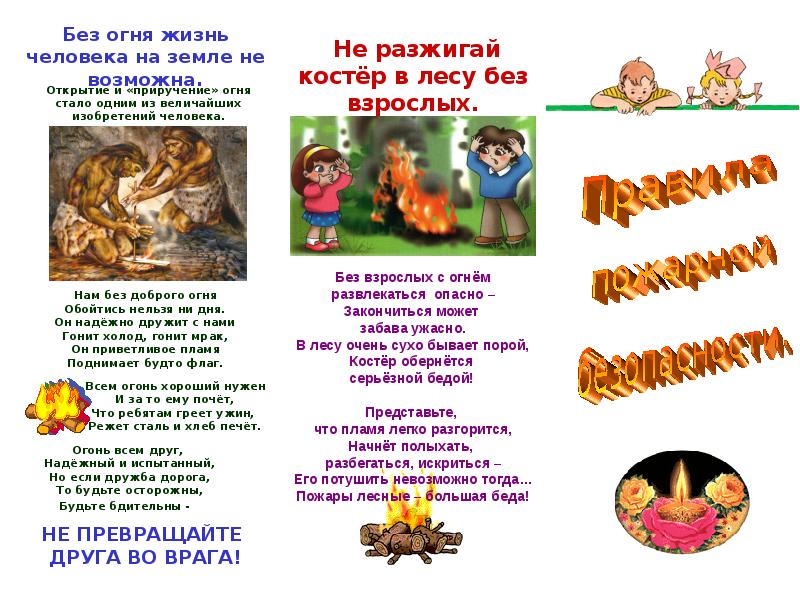 Без огня жизнь
человека на земле не
возможна.
Открытие и «приручение» огня
стало одним из величайших
изобретений человека.
Нам без доброго огня
Обойтись нельзя ни дня.
Он надёжно дружит с нами
Гонит холод, гонит мрак,
Он приветливое пламя
Поднимает будто флаг.
Всем огонь хороший нужен
И за то ему почёт,
Что ребятам греет ужин,
Режет сталь и хлеб печёт.
Огонь всем друг,
Надёжный и испытанный,
Но если дружба дорога,
То будьте осторожны,
Будьте бдительны -
НЕ ПРЕВРАЩАЙТЕ
ДРУГА ВО ВРАГА!
Не разжигай
костёр в лесу без
взрослых.
Без взрослых с огнём
развлекаться опасно –
Закончиться может
забава ужасно.
В лесу очень сухо бывает порой,
Костёр обернётся
серьёзной бедой!
Представьте,
что пламя легко разгорится,
Начнёт полыхать,
разбегаться, искриться –
Его потушить невозможно тогда…
Пожары лесные – большая беда!
Правила
пожарной
безопасности.